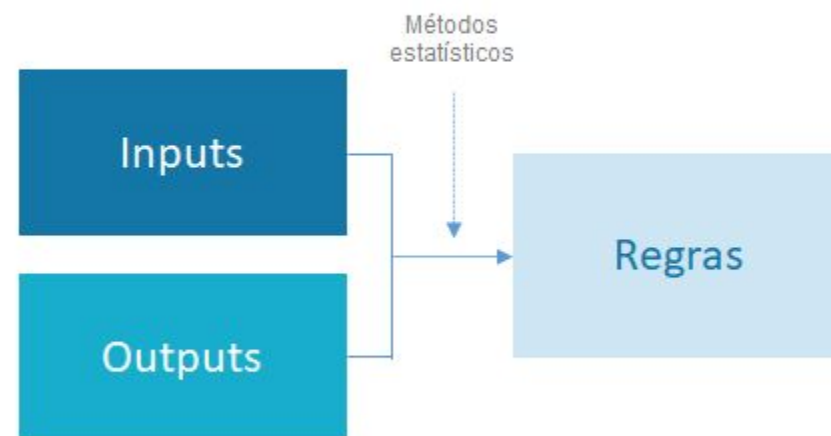 Métodos
estatísticos
Inputs
Regras
Outputs